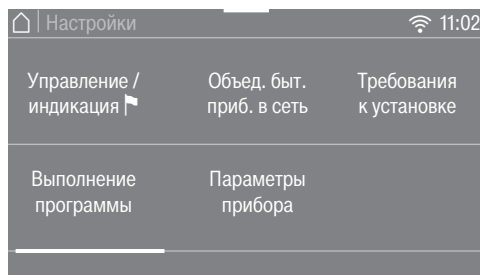 Настройки 11:02
Управление /
индикация
Объед. быт.
приб. в сеть
Требования
к установке
Выполнение
программы
Параметры
прибора